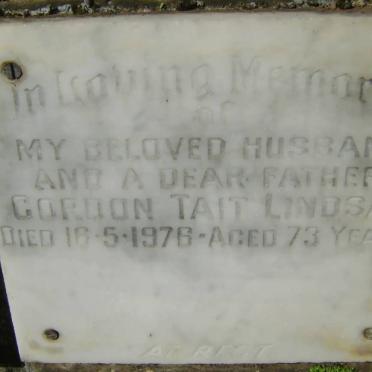 In Loving Memor
of
MY BELOVED HUSBAN
AND A DEAR FATHER
GORDON TAIT LINDSA
DIED 16·5·1976·AGED 73 YEA
AT REST